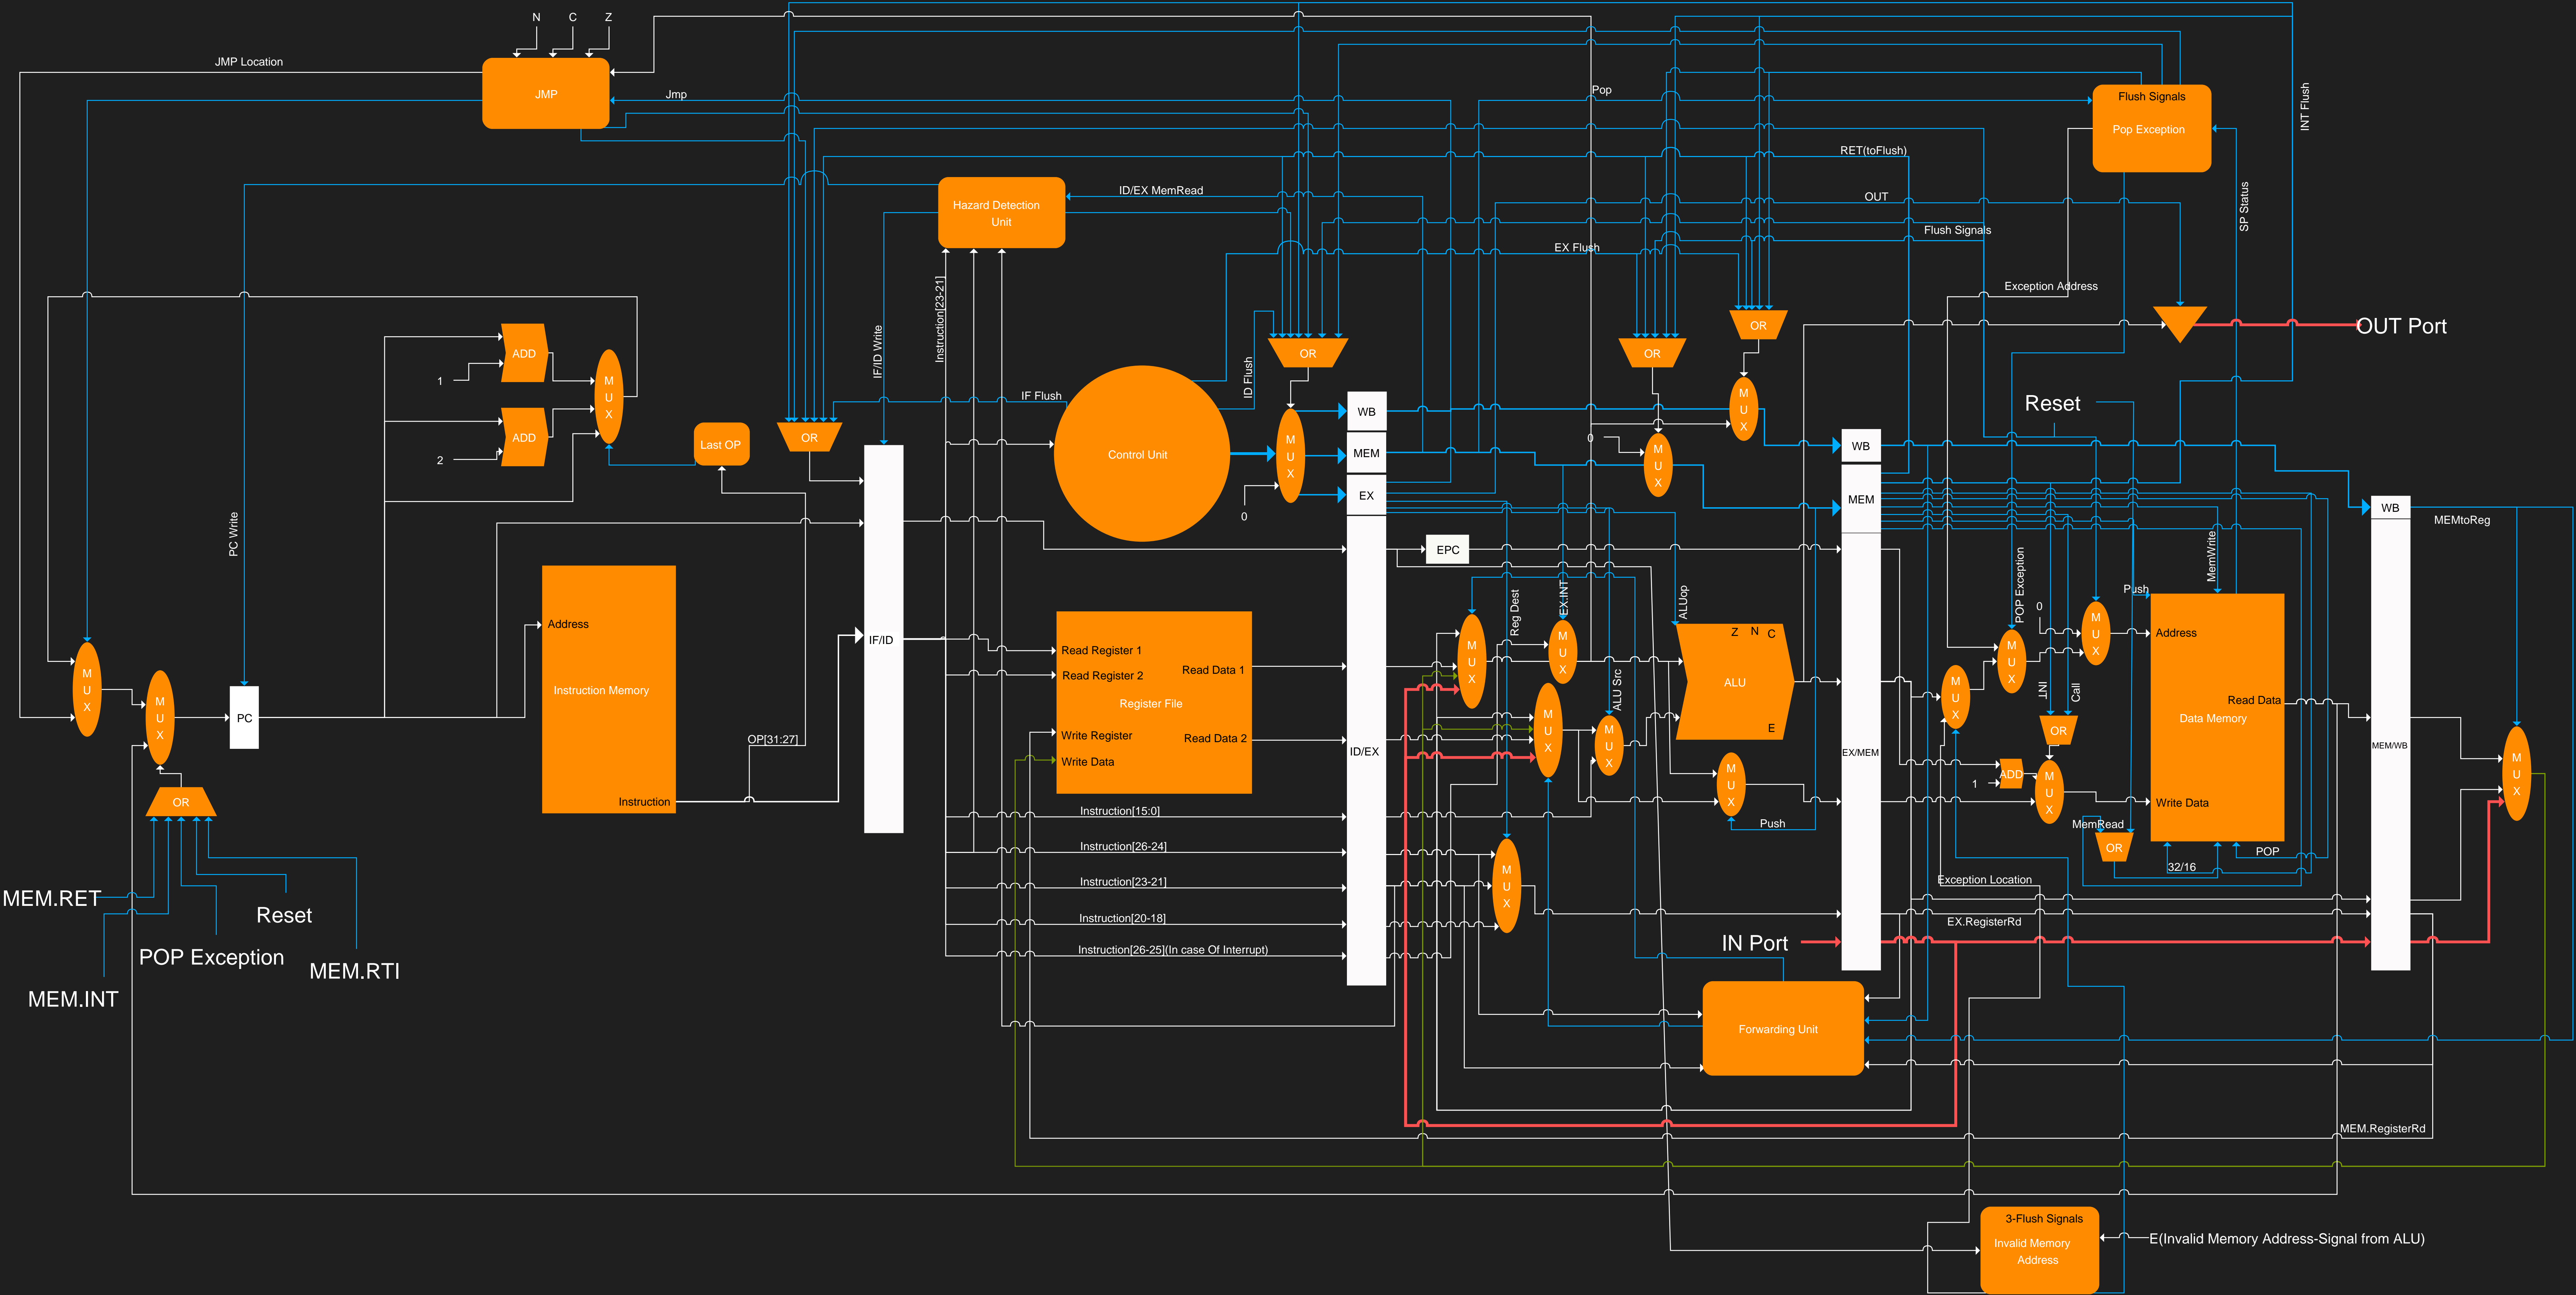 N
C
Z
JMP Location
JMP
Jmp
Pop
Flush Signals
Pop Exception
INT Flush
RET(toFlush)
ID/EX MemRead
OUT
SP Status
Hazard Detection
Unit
Flush Signals
EX Flush
Exception Address
Instruction[23-21]
IF/ID Write
OUT Port
OR
OR
OR
ADD
1
ADD
2
M
U
X
ID Flush
IF Flush
Reset
WB
M
U
X
Last OP
OR
Control Unit
M
U
X
0
MEM
EX
0
M
U
X
WB
MEM
WB
MEMtoReg
PC Write
EPC
Reg Dest
EX.INT
ALU Src
ALUop
POP Exception
MemWrite
Push
0
M
U
X
Address
Instruction Memory
Instruction
OP[31:27]
IF/ID
Read Register 1
Read Register 2
Register File
Write Register
Write Data
Read Data 1
Read Data 2
ID/EX
M
U
X
M
U
X
M
U
X
M
U
X
Z
N
C
ALU
E
M
U
X
Push
EX/MEM
M
U
X
M
U
X
INT
Call
OR
ADD
1
M
U
X
Address
Read Data
Data Memory
Write Data
MemRead
OR
32/16
POP
MEM/WB
M
U
X
M
U
X
M
U
X
PC
OR
MEM.RET
Reset
POP Exception
MEM.RTI
MEM.INT
Instruction[15:0]
Instruction[26-24]
Instruction[23-21]
Instruction[20-18]
Instruction[26-25](In case Of Interrupt)
M
U
X
Exception Location
EX.RegisterRd
IN Port
Forwarding Unit
MEM.RegisterRd
3-Flush Signals
Invalid Memory
Address
E(Invalid Memory Address-Signal from ALU)